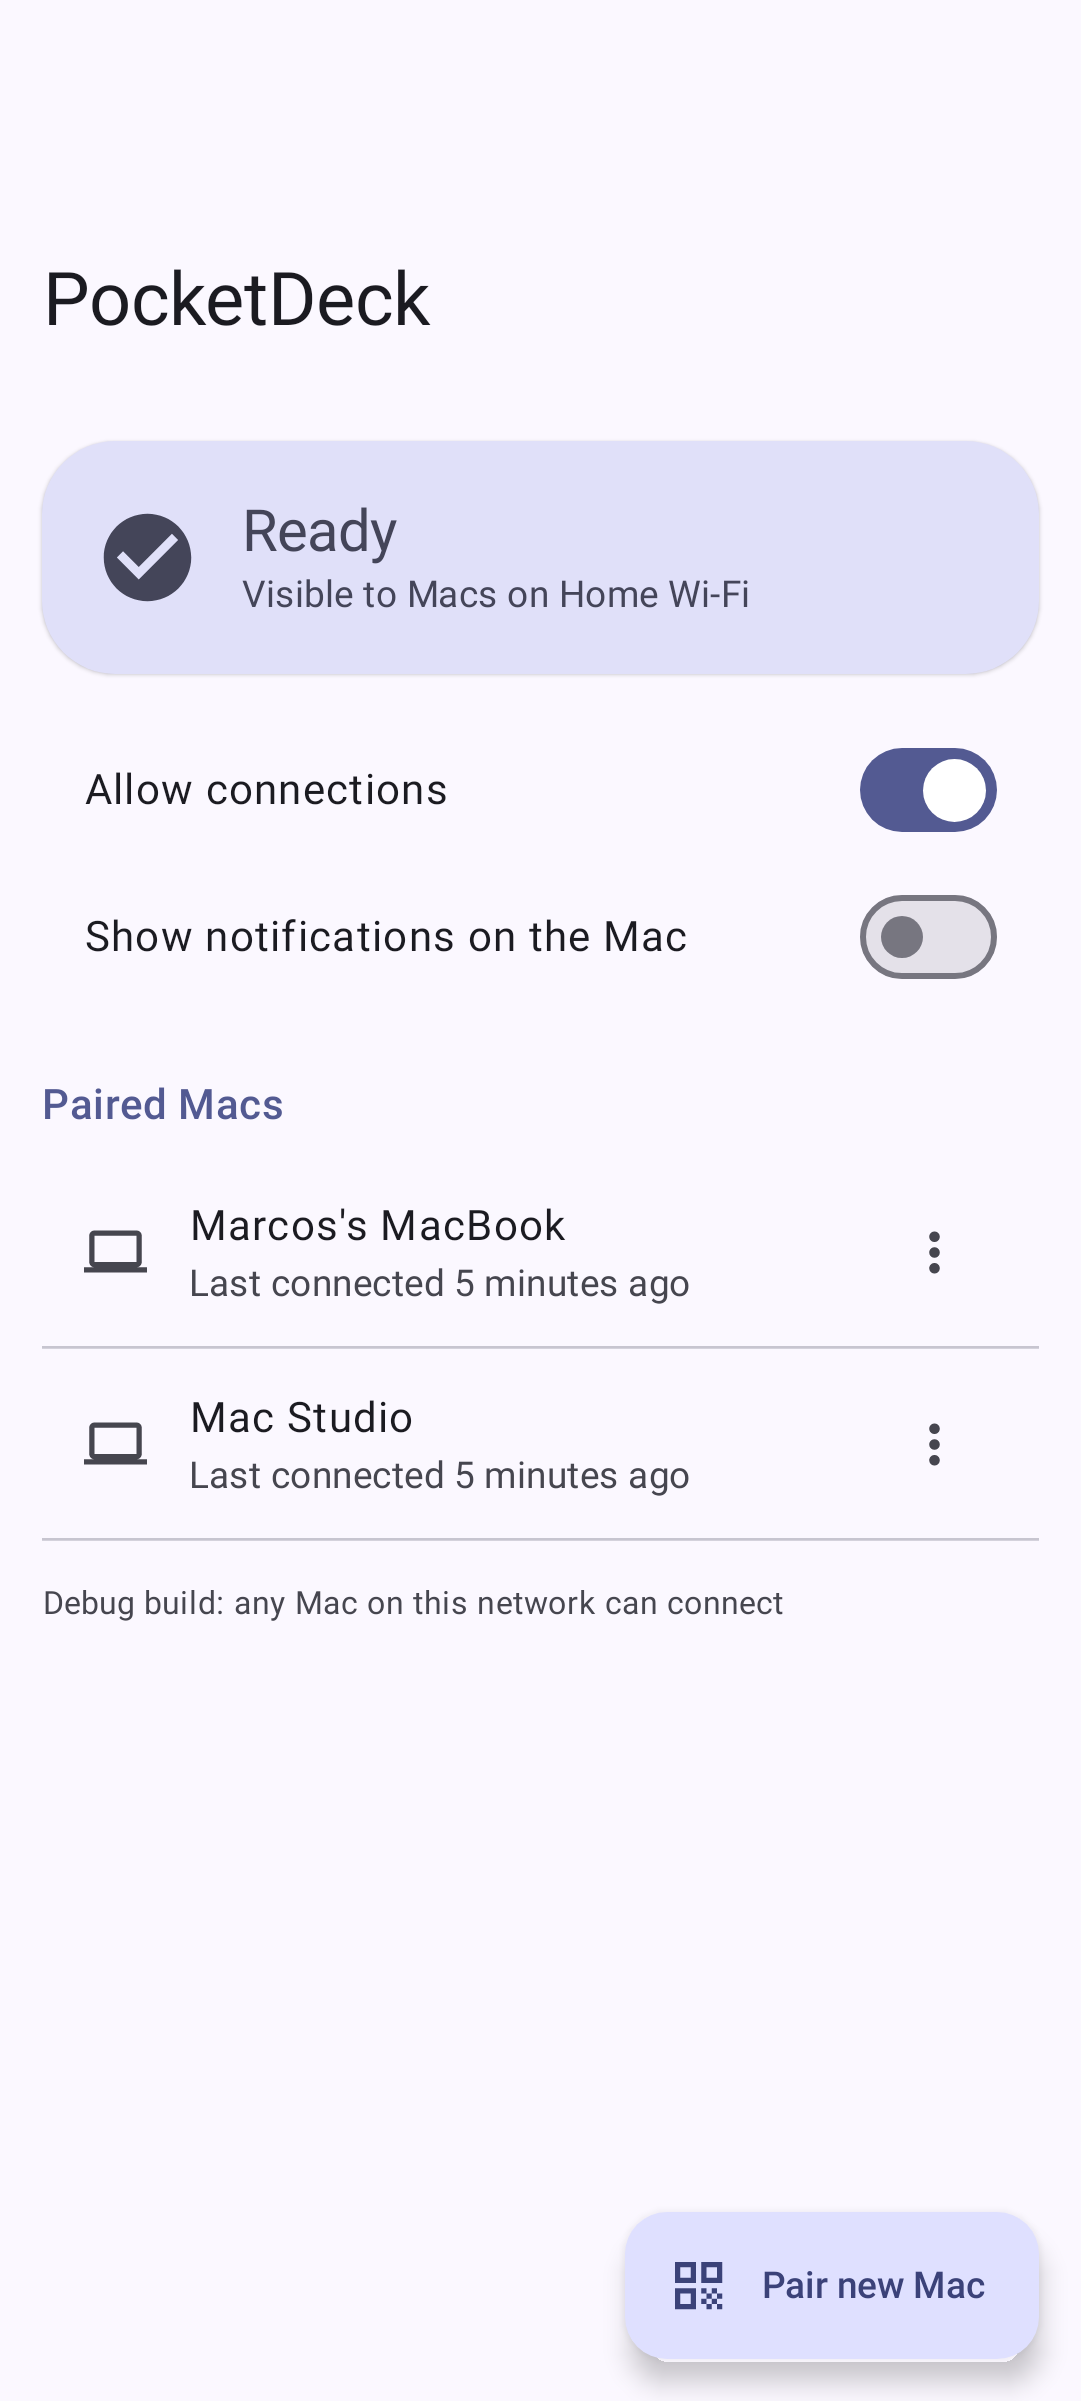 PocketDeck
Ready
Visible to Macs on Home Wi-Fi
Allow connections
Show notifications on the Mac
Paired Macs
Marcos's MacBook
Last connected 5 minutes ago
Mac Studio
Last connected 5 minutes ago
Debug build: any Mac on this network can connect
Pair new Mac